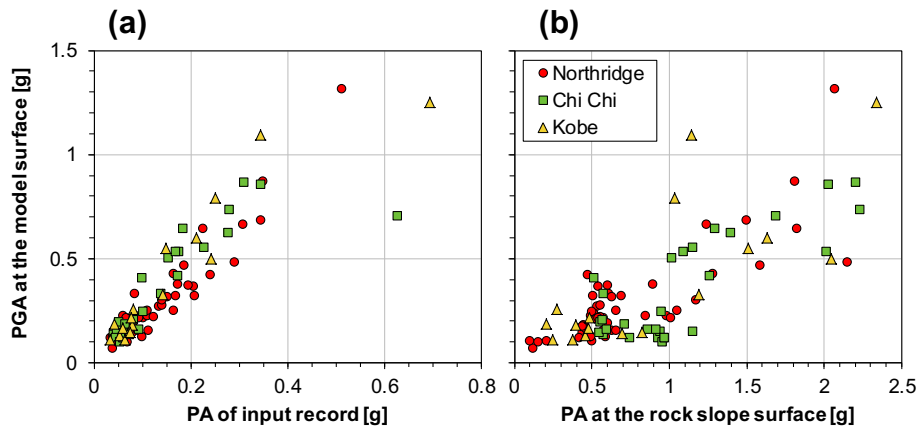 (a)
(b)
PGA at the model surface [g]
1.5
1
0.5
0
Northridge
Chi Chi
Kobe
0 0.2 0.4 0.6 0.8
0 0.5 1 1.5 2 2.5
PA of input record [g]
PA at the rock slope surface [g]